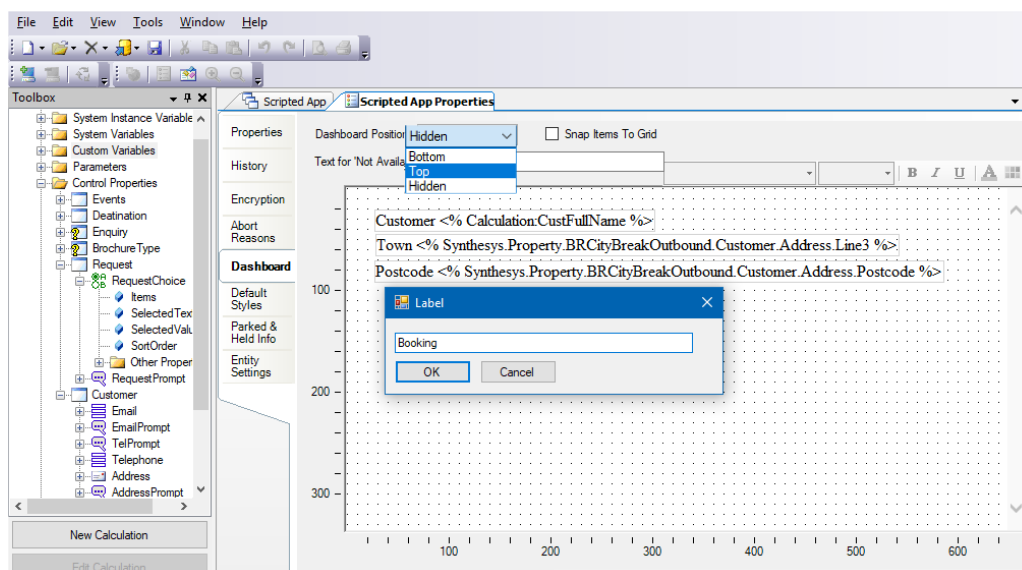 File Edit View Tools Window Help
Toolbox
Scripted App
Scripted App Properties
System Instance Variable
System Variables
Custom Variables
Parameters
Control Properties
Events
Deatination
Enquiry
BrochureType
Request
RequestChoice
Items
SelectedTex
SelectedValu
SortOrder
Other Proper
RequestPrompt
Customer
Email
EmailPrompt
TelPrompt
Telephone
Address
AddressPrompt
New Calculation
Edit Calculation
Properties
History
Encryption
Abort
Reasons
Dashboard
Default
Styles
Parked &
Held Info
Entity
Settings
Dashboard Position
Hidden
Snap Items To Grid
Text for 'Not Availa
Bottom
Top
Hidden
B I U A
Customer <% Calculation:CustFullName %>
Town <% Synthesys.Property.BRCityBreakOutbound.Customer.Address.Line3 %>
Postcode <% Synthesys.Property.BRCityBreakOutbound.Customer.Address.Postcode %>
Label
Booking
OK Cancel
100
200
300
100 200 300 400 500 600